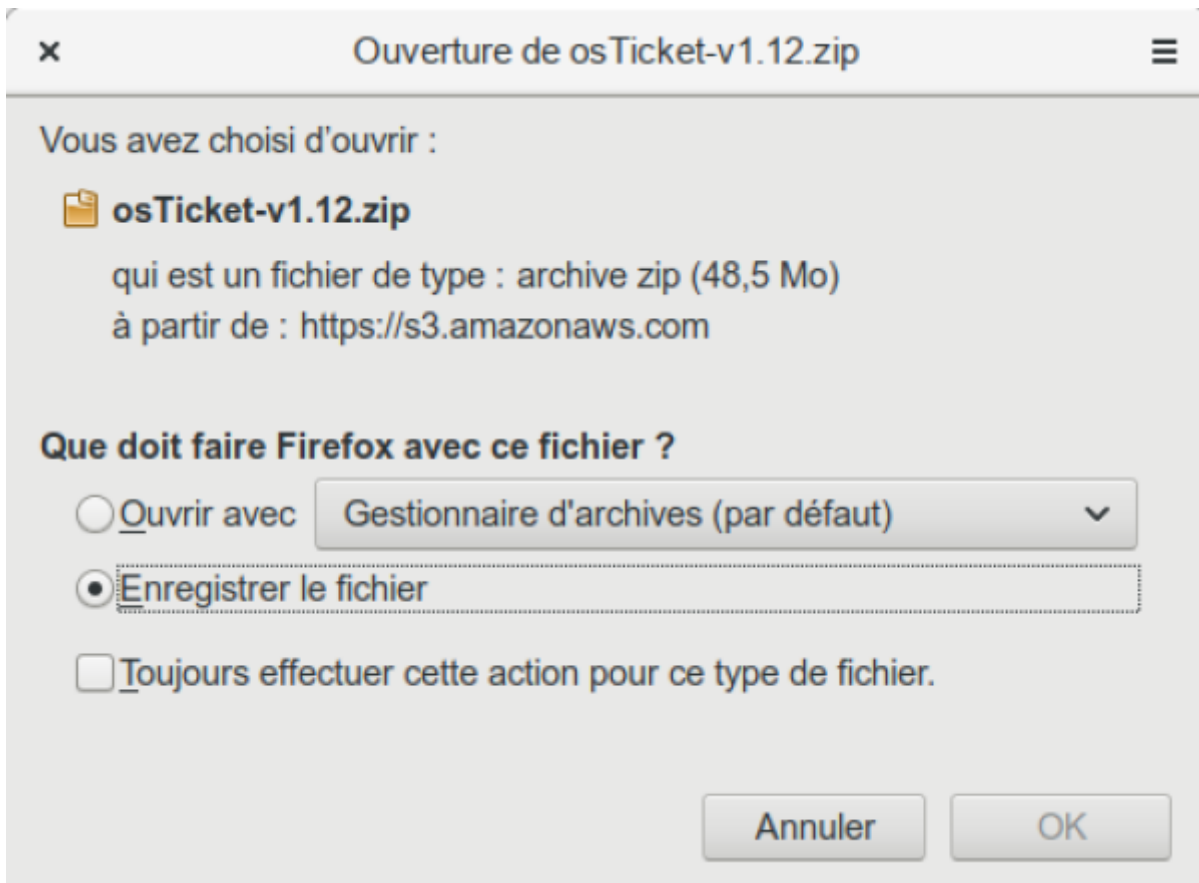 Ouverture de osTicket-v1.12.zip
Vous avez choisi d’ouvrir :
osTicket-v1.12.zip
qui est un fichier de type : archive zip (48,5 Mo)
à partir de : https://s3.amazonaws.com
Que doit faire Firefox avec ce fichier ?
Ouvrir avec Gestionnaire d'archives (par défaut)
Enregistrer le fichier
Toujours effectuer cette action pour ce type de fichier.
Annuler OK